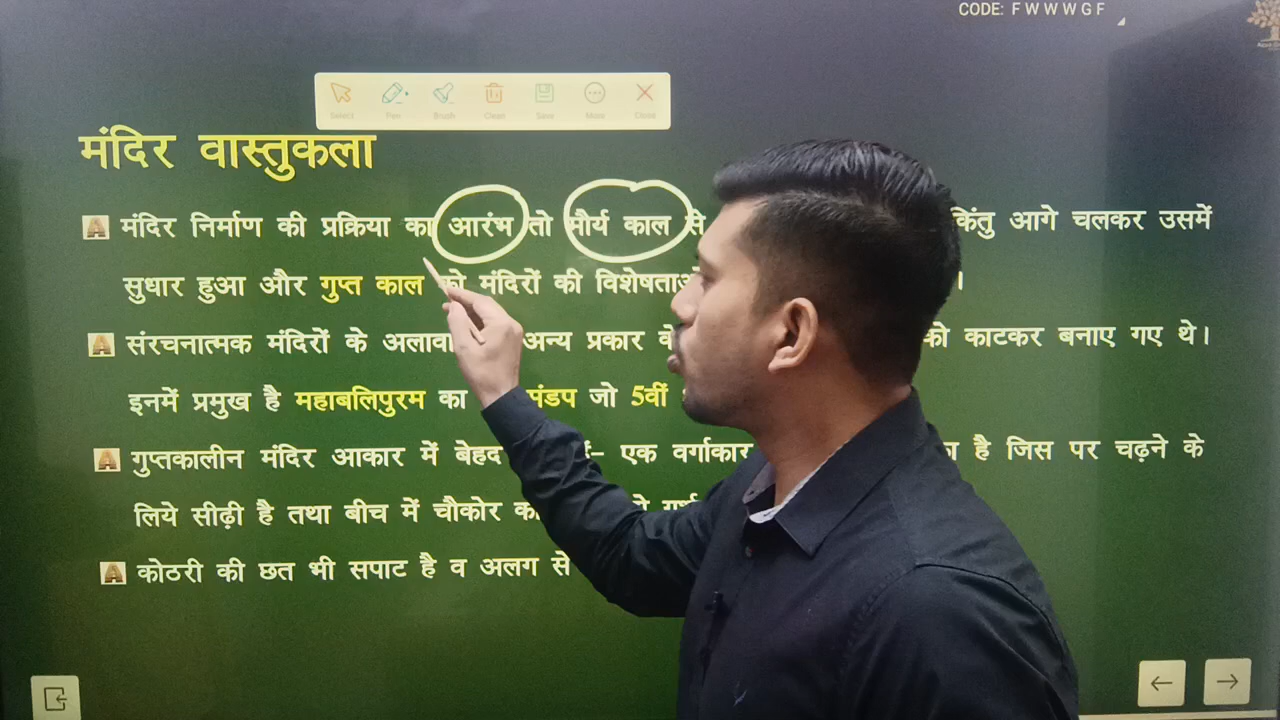 CODE: F W W W G F
Select Pen Brush Clean Save More Close
मंदिर वास्तुकला
मंदिर निर्माण की प्रक्रिया का आरंभ तो मौर्य काल से किंतु आगे चलकर उसमें
सुधार हुआ और गुप्त काल को मंदिरों की विशेषताओं ।
संरचनात्मक मंदिरों के अलावा अन्य प्रकार के को काटकर बनाए गए थे।
इनमें प्रमुख है महाबलिपुरम का मंडप जो 5वीं
गुप्तकालीन मंदिर आकार में बेहद – एक वर्गाकार है जिस पर चढ़ने के
लिये सीढ़ी है तथा बीच में चौकोर
कोठरी की छत भी सपाट है व अलग से